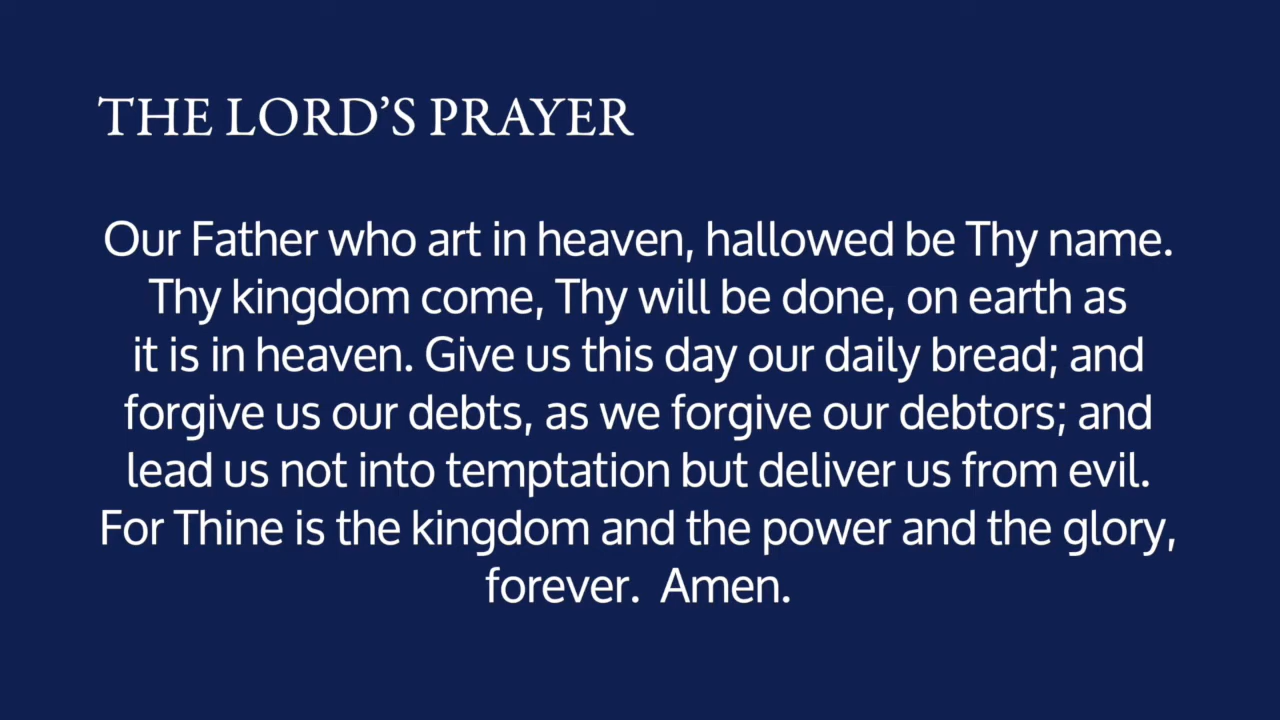 THE LORD’S PRAYER
Our Father who art in heaven, hallowed be Thy name.
Thy kingdom come, Thy will be done, on earth as
it is in heaven. Give us this day our daily bread; and
forgive us our debts, as we forgive our debtors; and
lead us not into temptation but deliver us from evil.
For Thine is the kingdom and the power and the glory,
forever.  Amen.